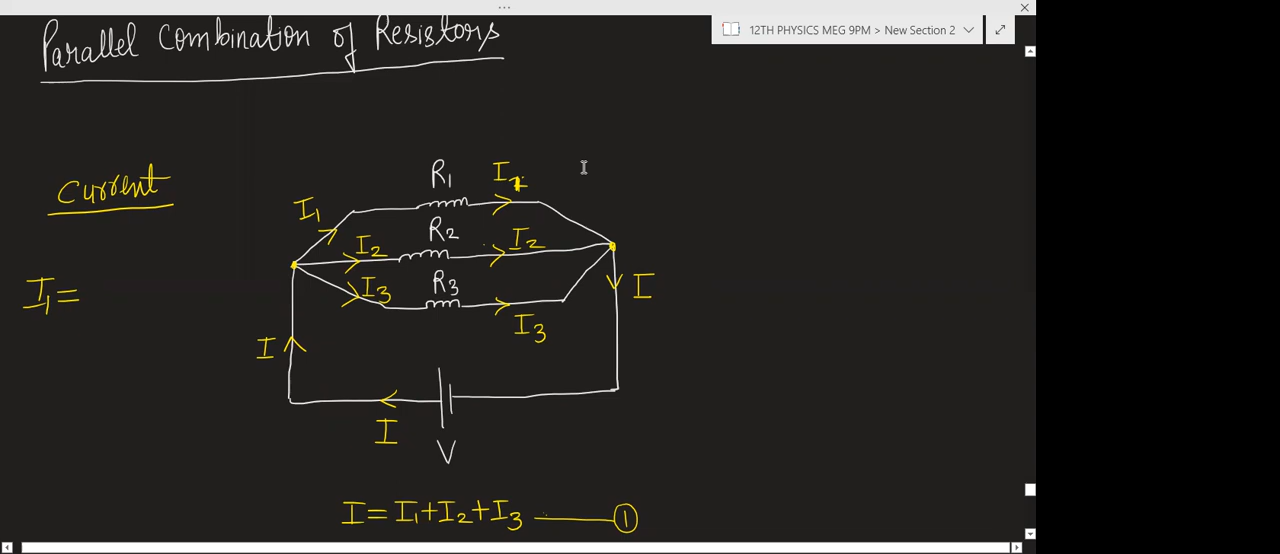 Parallel Combination of Resistors
12TH PHYSICS MEG 9PM > New Section 2
Current
R1
I1
I1
R2
I2
I2
R3
I3
I3
I1=
I
I
I
V
I = I1+I2+I3 ——— ①